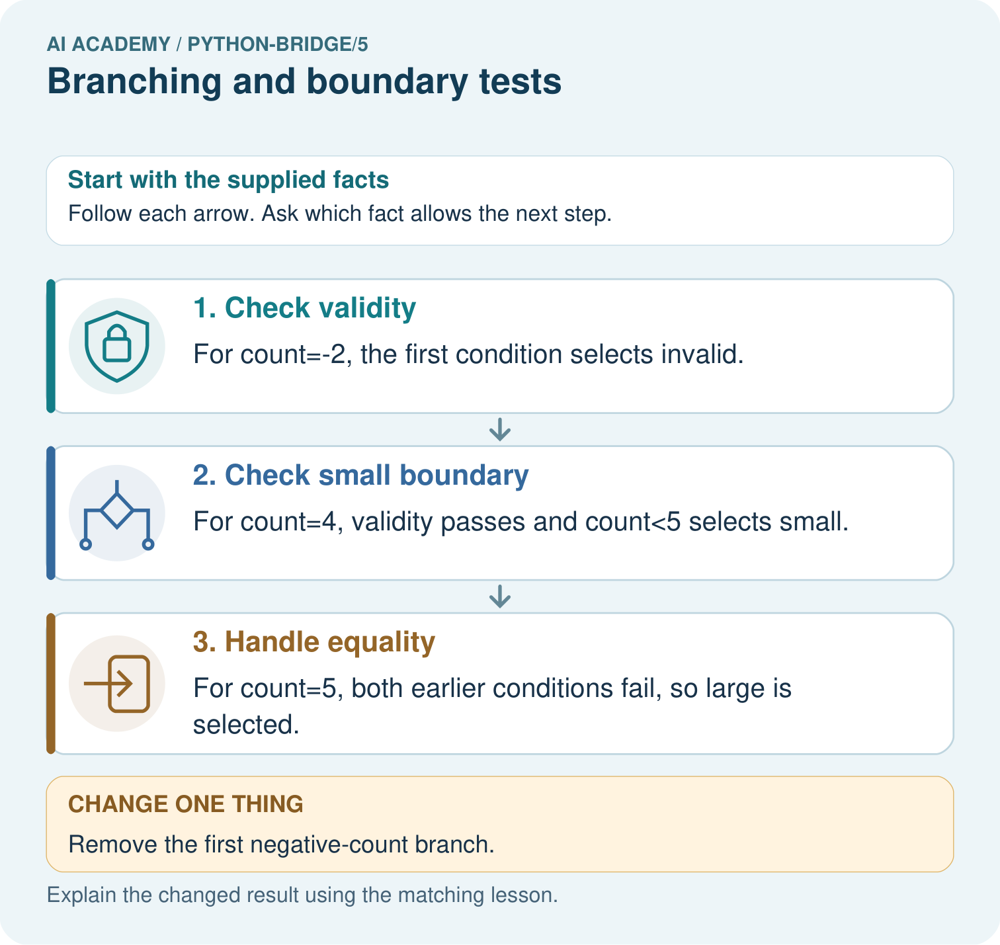 AI ACADEMY / PYTHON-BRIDGE/5
Branching and boundary tests
Start with the supplied facts
Follow each arrow. Ask which fact allows the next step.
1. Check validity
For count=-2, the first condition selects invalid.
2. Check small boundary
For count=4, validity passes and count<5 selects small.
3. Handle equality
For count=5, both earlier conditions fail, so large is
selected.
CHANGE ONE THING
Remove the first negative-count branch.
Explain the changed result using the matching lesson.